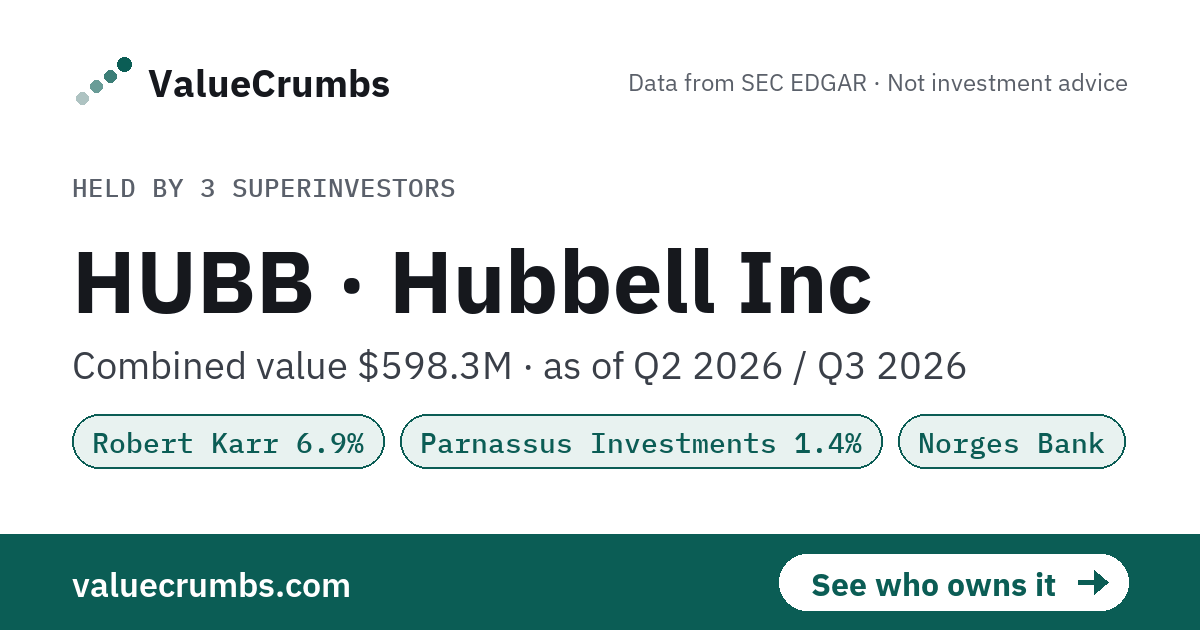 ValueCrumbs
Data from SEC EDGAR · Not investment advice
HELD BY 3 SUPERINVESTORS
HUBB · Hubbell Inc
Combined value $598.3M · as of Q2 2026 / Q3 2026
Robert Karr 6.9% Parnassus Investments 1.4% Norges Bank
valuecrumbs.com
See who owns it →